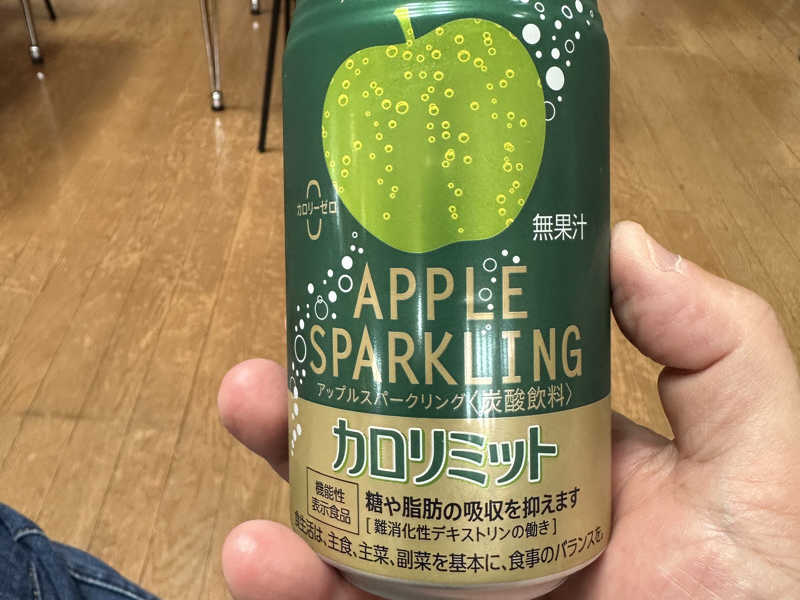 カロリーゼロ
無果汁
APPLE
SPARKLING
アップルスパークリング〈炭酸飲料〉
カロリミット
機能性
表示食品
糖や脂肪の吸収を抑えます
[難消化性デキストリンの働き]
食生活は、主食、主菜、副菜を基本に、食事のバランスを。